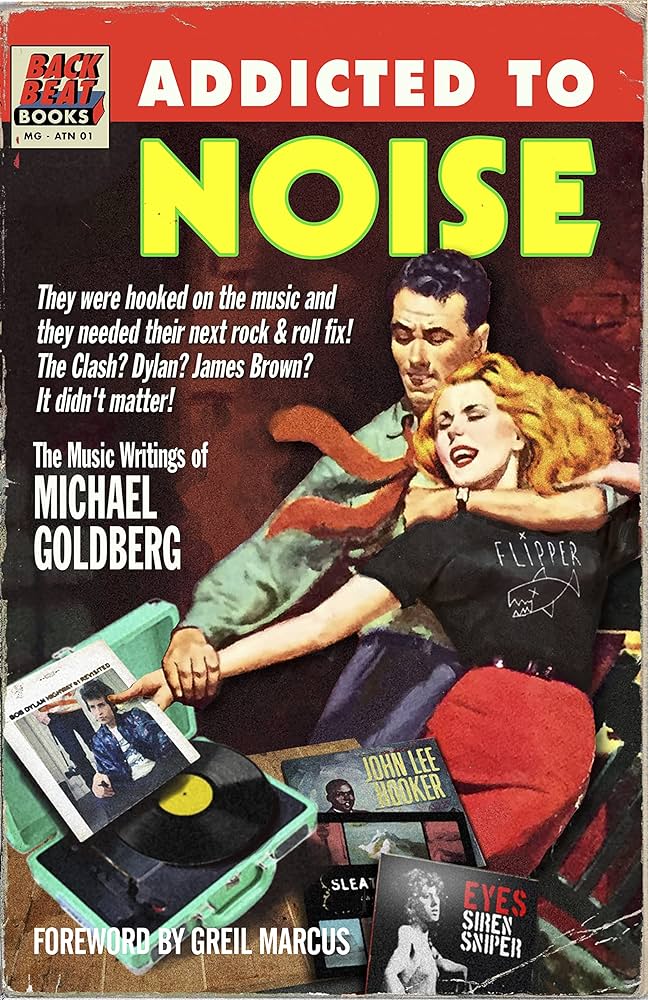 BACK
BEAT
BOOKS
MG - ATN 01
ADDICTED TO
NOISE
They were hooked on the music and
they needed their next rock & roll fix!
The Clash? Dylan? James Brown?
It didn't matter!
The Music Writings of
MICHAEL
GOLDBERG
FLIPPER
BOB DYLAN HIGHWAY 61 REVISITED
JOHN LEE
HOOKER
SLEAT
EYES
SIREN
SNIPER
FOREWORD BY GREIL MARCUS